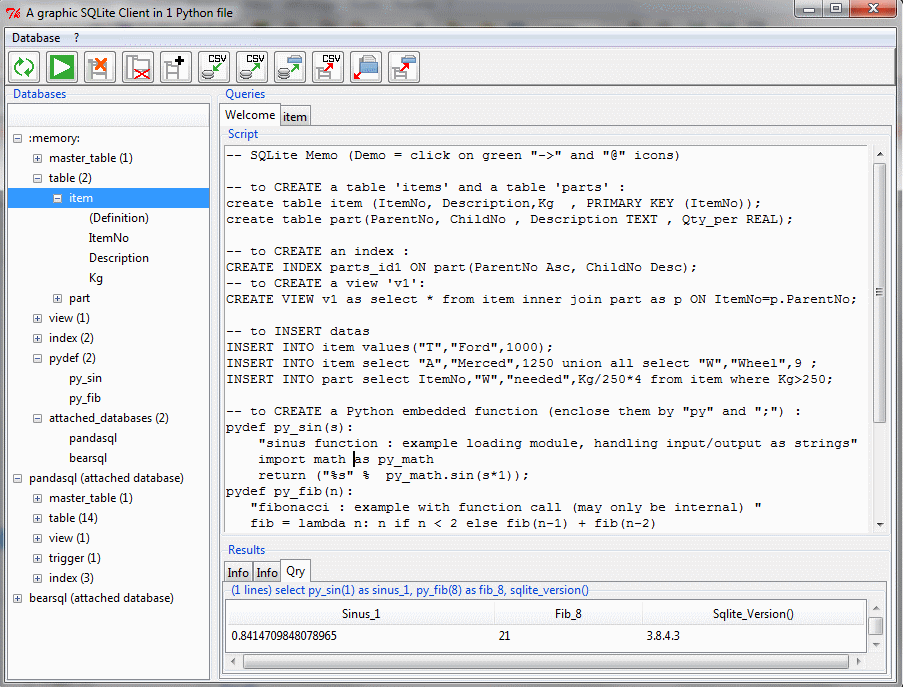 A graphic SQLite Client in 1 Python file
Database ?
CSV CSV CSV
Databases
:memory:
master_table (1)
table (2)
item
(Definition)
ItemNo
Description
Kg
part
view (1)
index (2)
pydef (2)
py_sin
py_fib
attached_databases (2)
pandasql
bearsql
pandasql (attached database)
master_table (1)
table (14)
view (1)
trigger (1)
index (3)
bearsql (attached database)
Queries
Welcome item
Script
-- SQLite Memo (Demo = click on green "->" and "@" icons)
-- to CREATE a table 'items' and a table 'parts' :
create table item (ItemNo, Description,Kg  , PRIMARY KEY (ItemNo));
create table part(ParentNo, ChildNo , Description TEXT , Qty_per REAL);
-- to CREATE an index :
CREATE INDEX parts_id1 ON part(ParentNo Asc, ChildNo Desc);
-- to CREATE a view 'v1':
CREATE VIEW v1 as select * from item inner join part as p ON ItemNo=p.ParentNo;
-- to INSERT datas
INSERT INTO item values("T","Ford",1000);
INSERT INTO item select "A","Merced",1250 union all select "W","Wheel",9 ;
INSERT INTO part select ItemNo,"W","needed",Kg/250*4 from item where Kg>250;
-- to CREATE a Python embedded function (enclose them by "py" and ";") :
pydef py_sin(s):
"sinus function : example loading module, handling input/output as strings"
import math as py_math
return ("%s" %  py_math.sin(s*1));
pydef py_fib(n):
"fibonacci : example with function call (may only be internal) "
fib = lambda n: n if n < 2 else fib(n-1) + fib(n-2)
Results
Info Info Qry
(1 lines) select py_sin(1) as sinus_1, py_fib(8) as fib_8, sqlite_version()
Sinus_1 Fib_8 Sqlite_Version()
0.8414709848078965 21 3.8.4.3